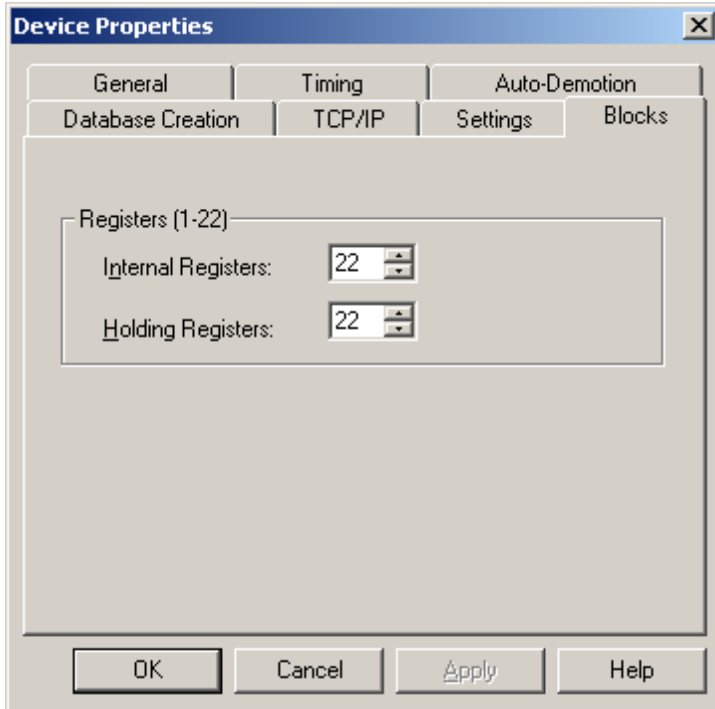 Device Properties
General Timing Auto-Demotion
Database Creation TCP/IP Settings Blocks
Registers (1-22)
Internal Registers: 22
Holding Registers: 22
OK Cancel Apply Help